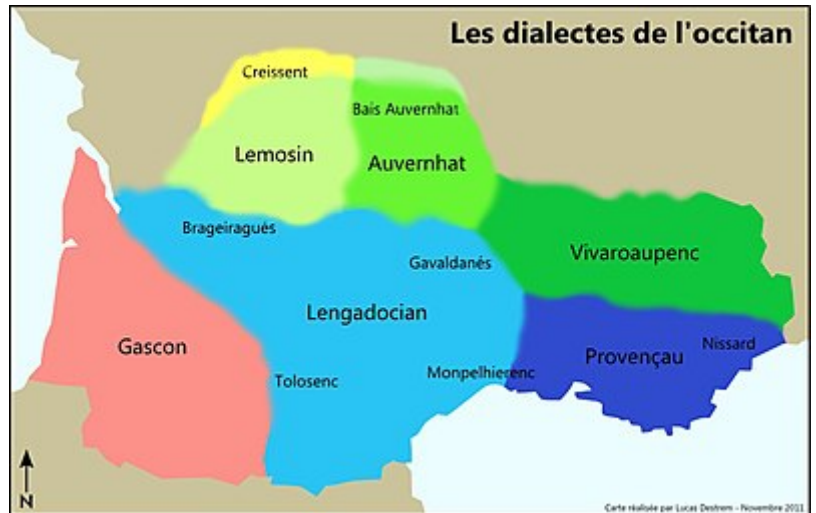 Les dialectes de l'occitan
Creissent
Bais Auvernhat
Lemosin
Auvernhat
Brageiragués
Gavaldanés
Vivaroaupenc
Lengadocian
Gascon
Provençau
Nissard
Tolosenc
Monpelhierenc
N
Carte réalisée par Lucas Destrem - Novembre 2011